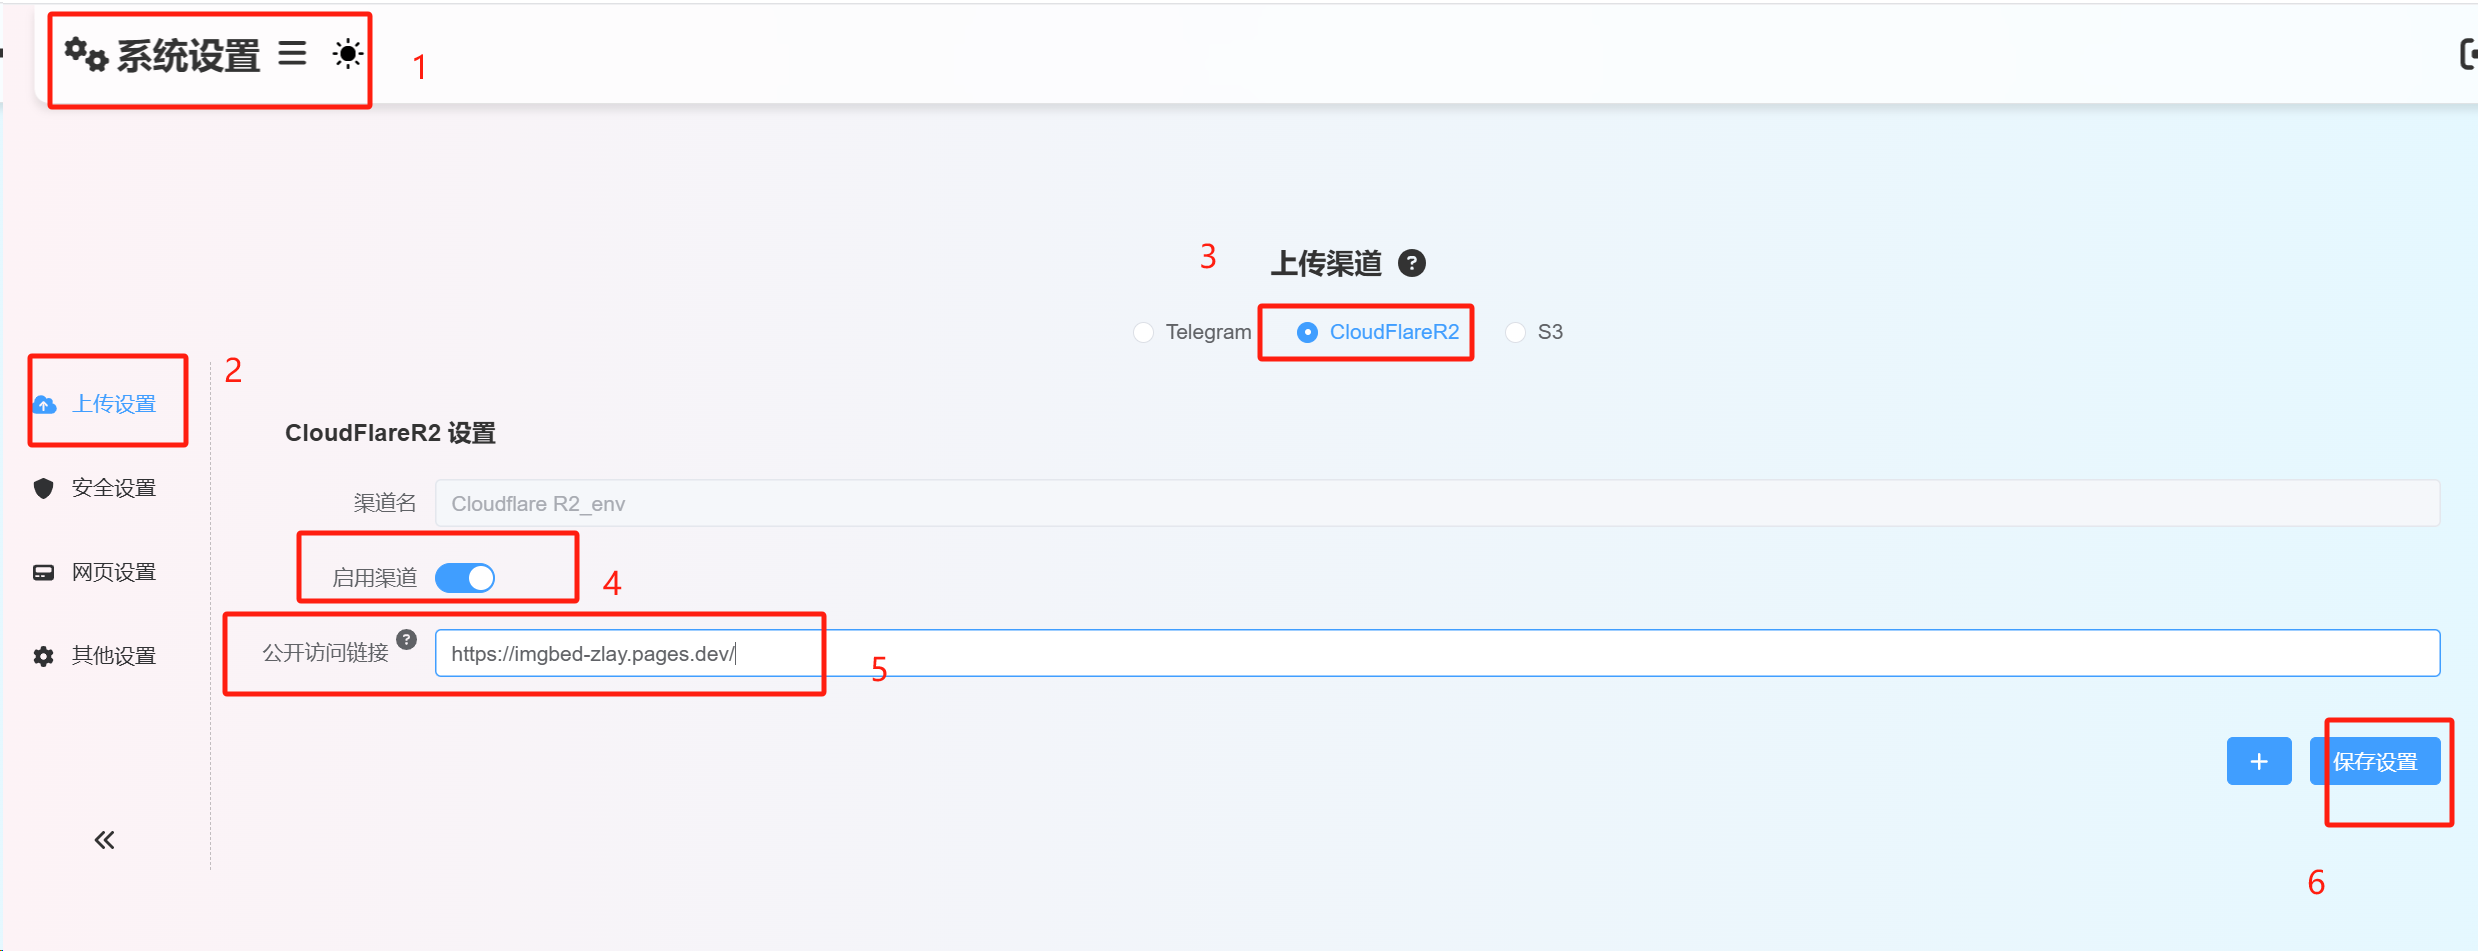 系统设置
1
3
上传渠道 ?
Telegram CloudFlareR2 S3
2
上传设置
安全设置
网页设置
其他设置
CloudFlareR2 设置
渠道名 Cloudflare R2_env
启用渠道
4
公开访问链接 ? https://imgbed-zlay.pages.dev/
5
+ 保存设置
6